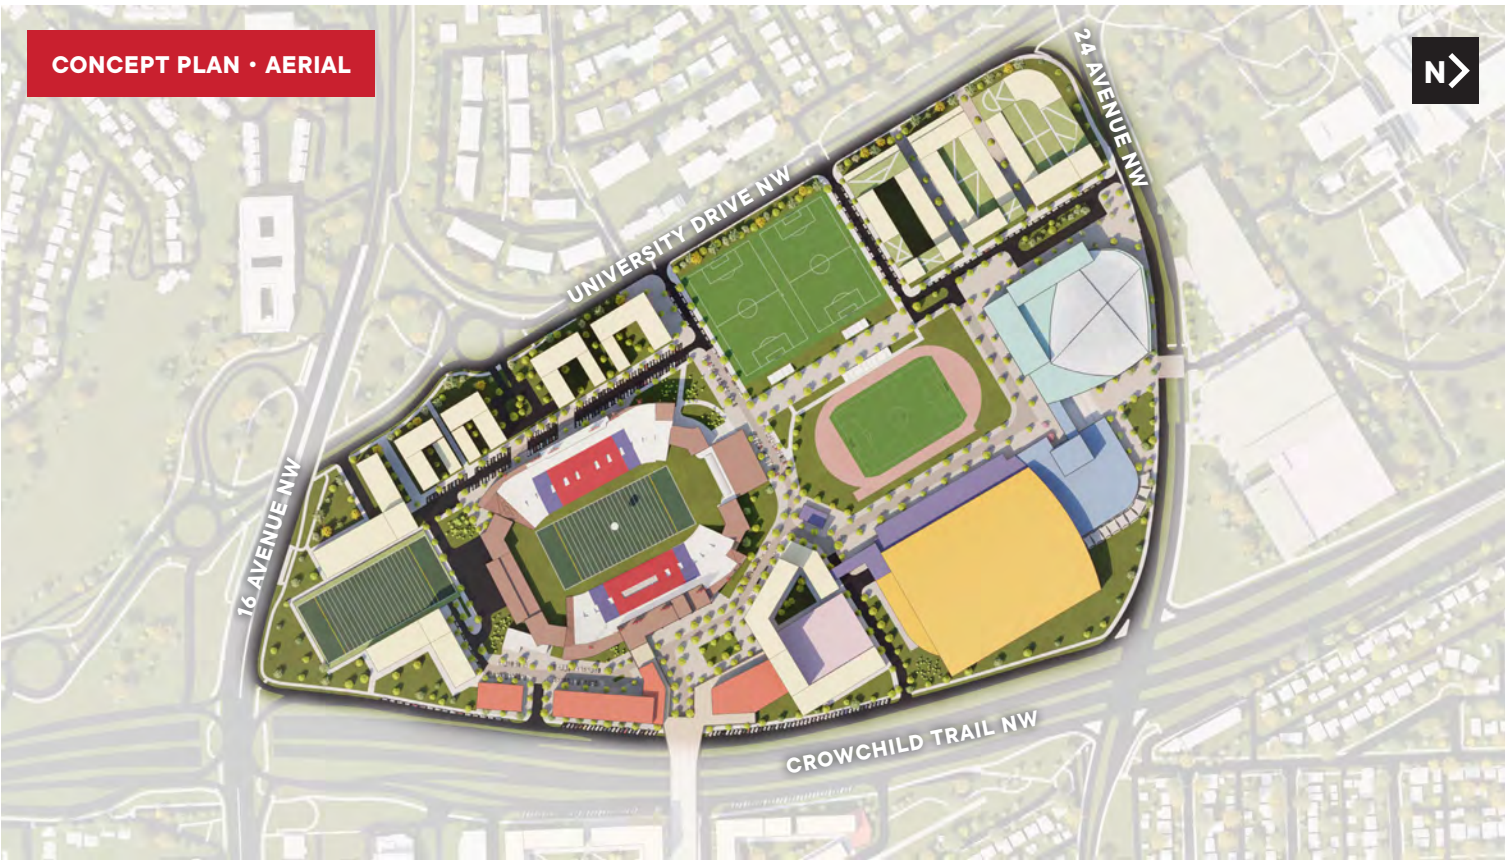 CONCEPT PLAN • AERIAL
N
24 AVENUE NW
UNIVERSITY DRIVE NW
16 AVENUE NW
CROWCHILD TRAIL NW